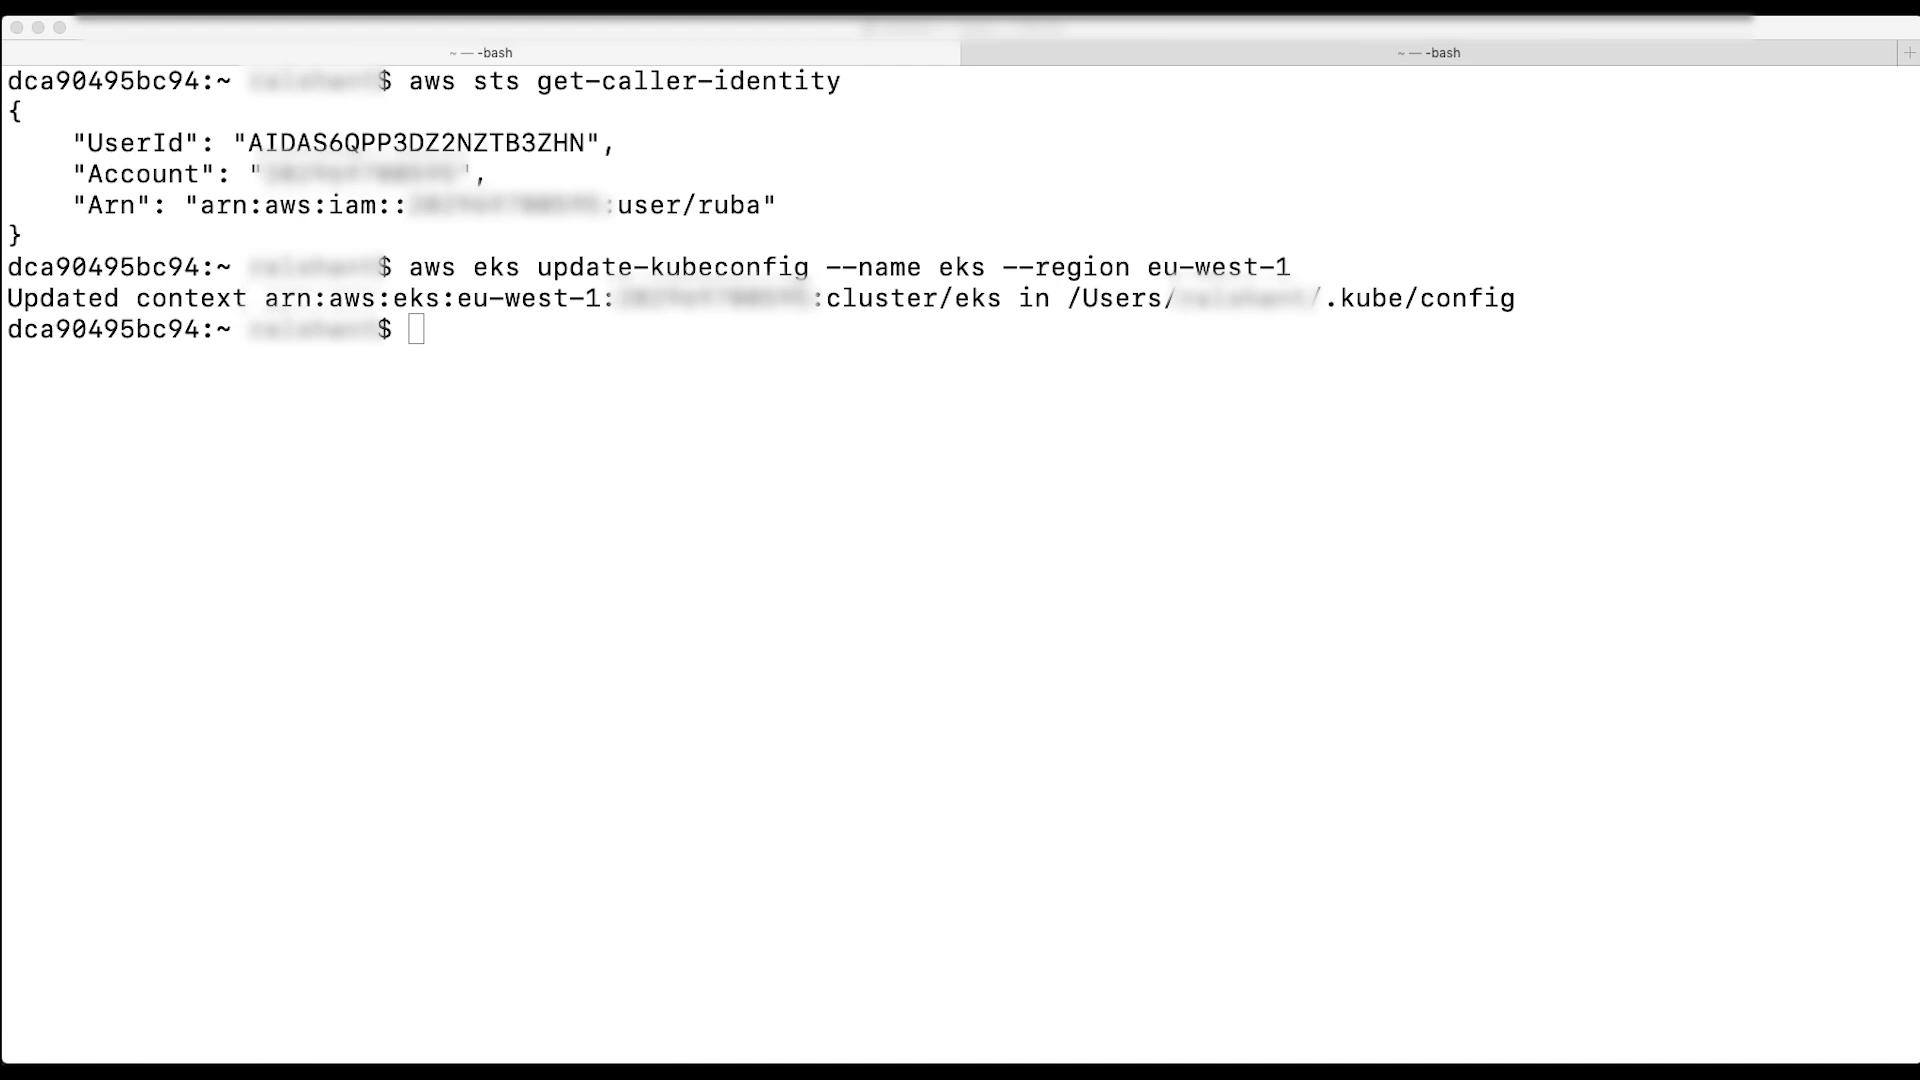 ~ — -bash
~ — -bash
dca90495bc94:~ $ aws sts get-caller-identity
{
"UserId": "AIDAS6QPP3DZ2NZTB3ZHN",
"Account": "",
"Arn": "arn:aws:iam:::user/ruba"
}
dca90495bc94:~ $ aws eks update-kubeconfig --name eks --region eu-west-1
Updated context arn:aws:eks:eu-west-1::cluster/eks in /Users//.kube/config
dca90495bc94:~ $